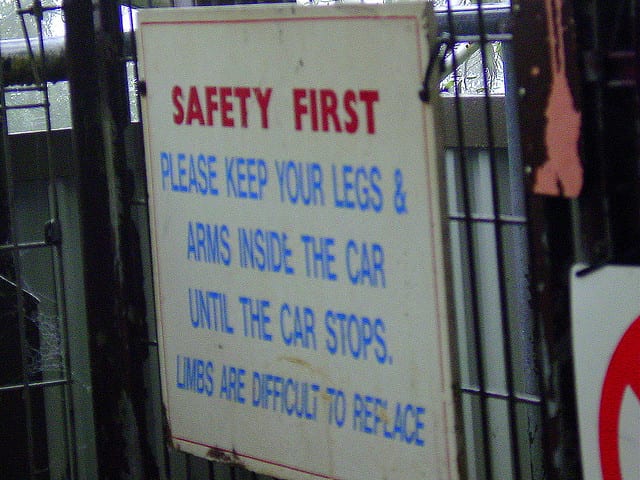 SAFETY FIRST
PLEASE KEEP YOUR LEGS &
ARMS INSIDE THE CAR
UNTIL THE CAR STOPS.
LIMBS ARE DIFFICULT TO REPLACE